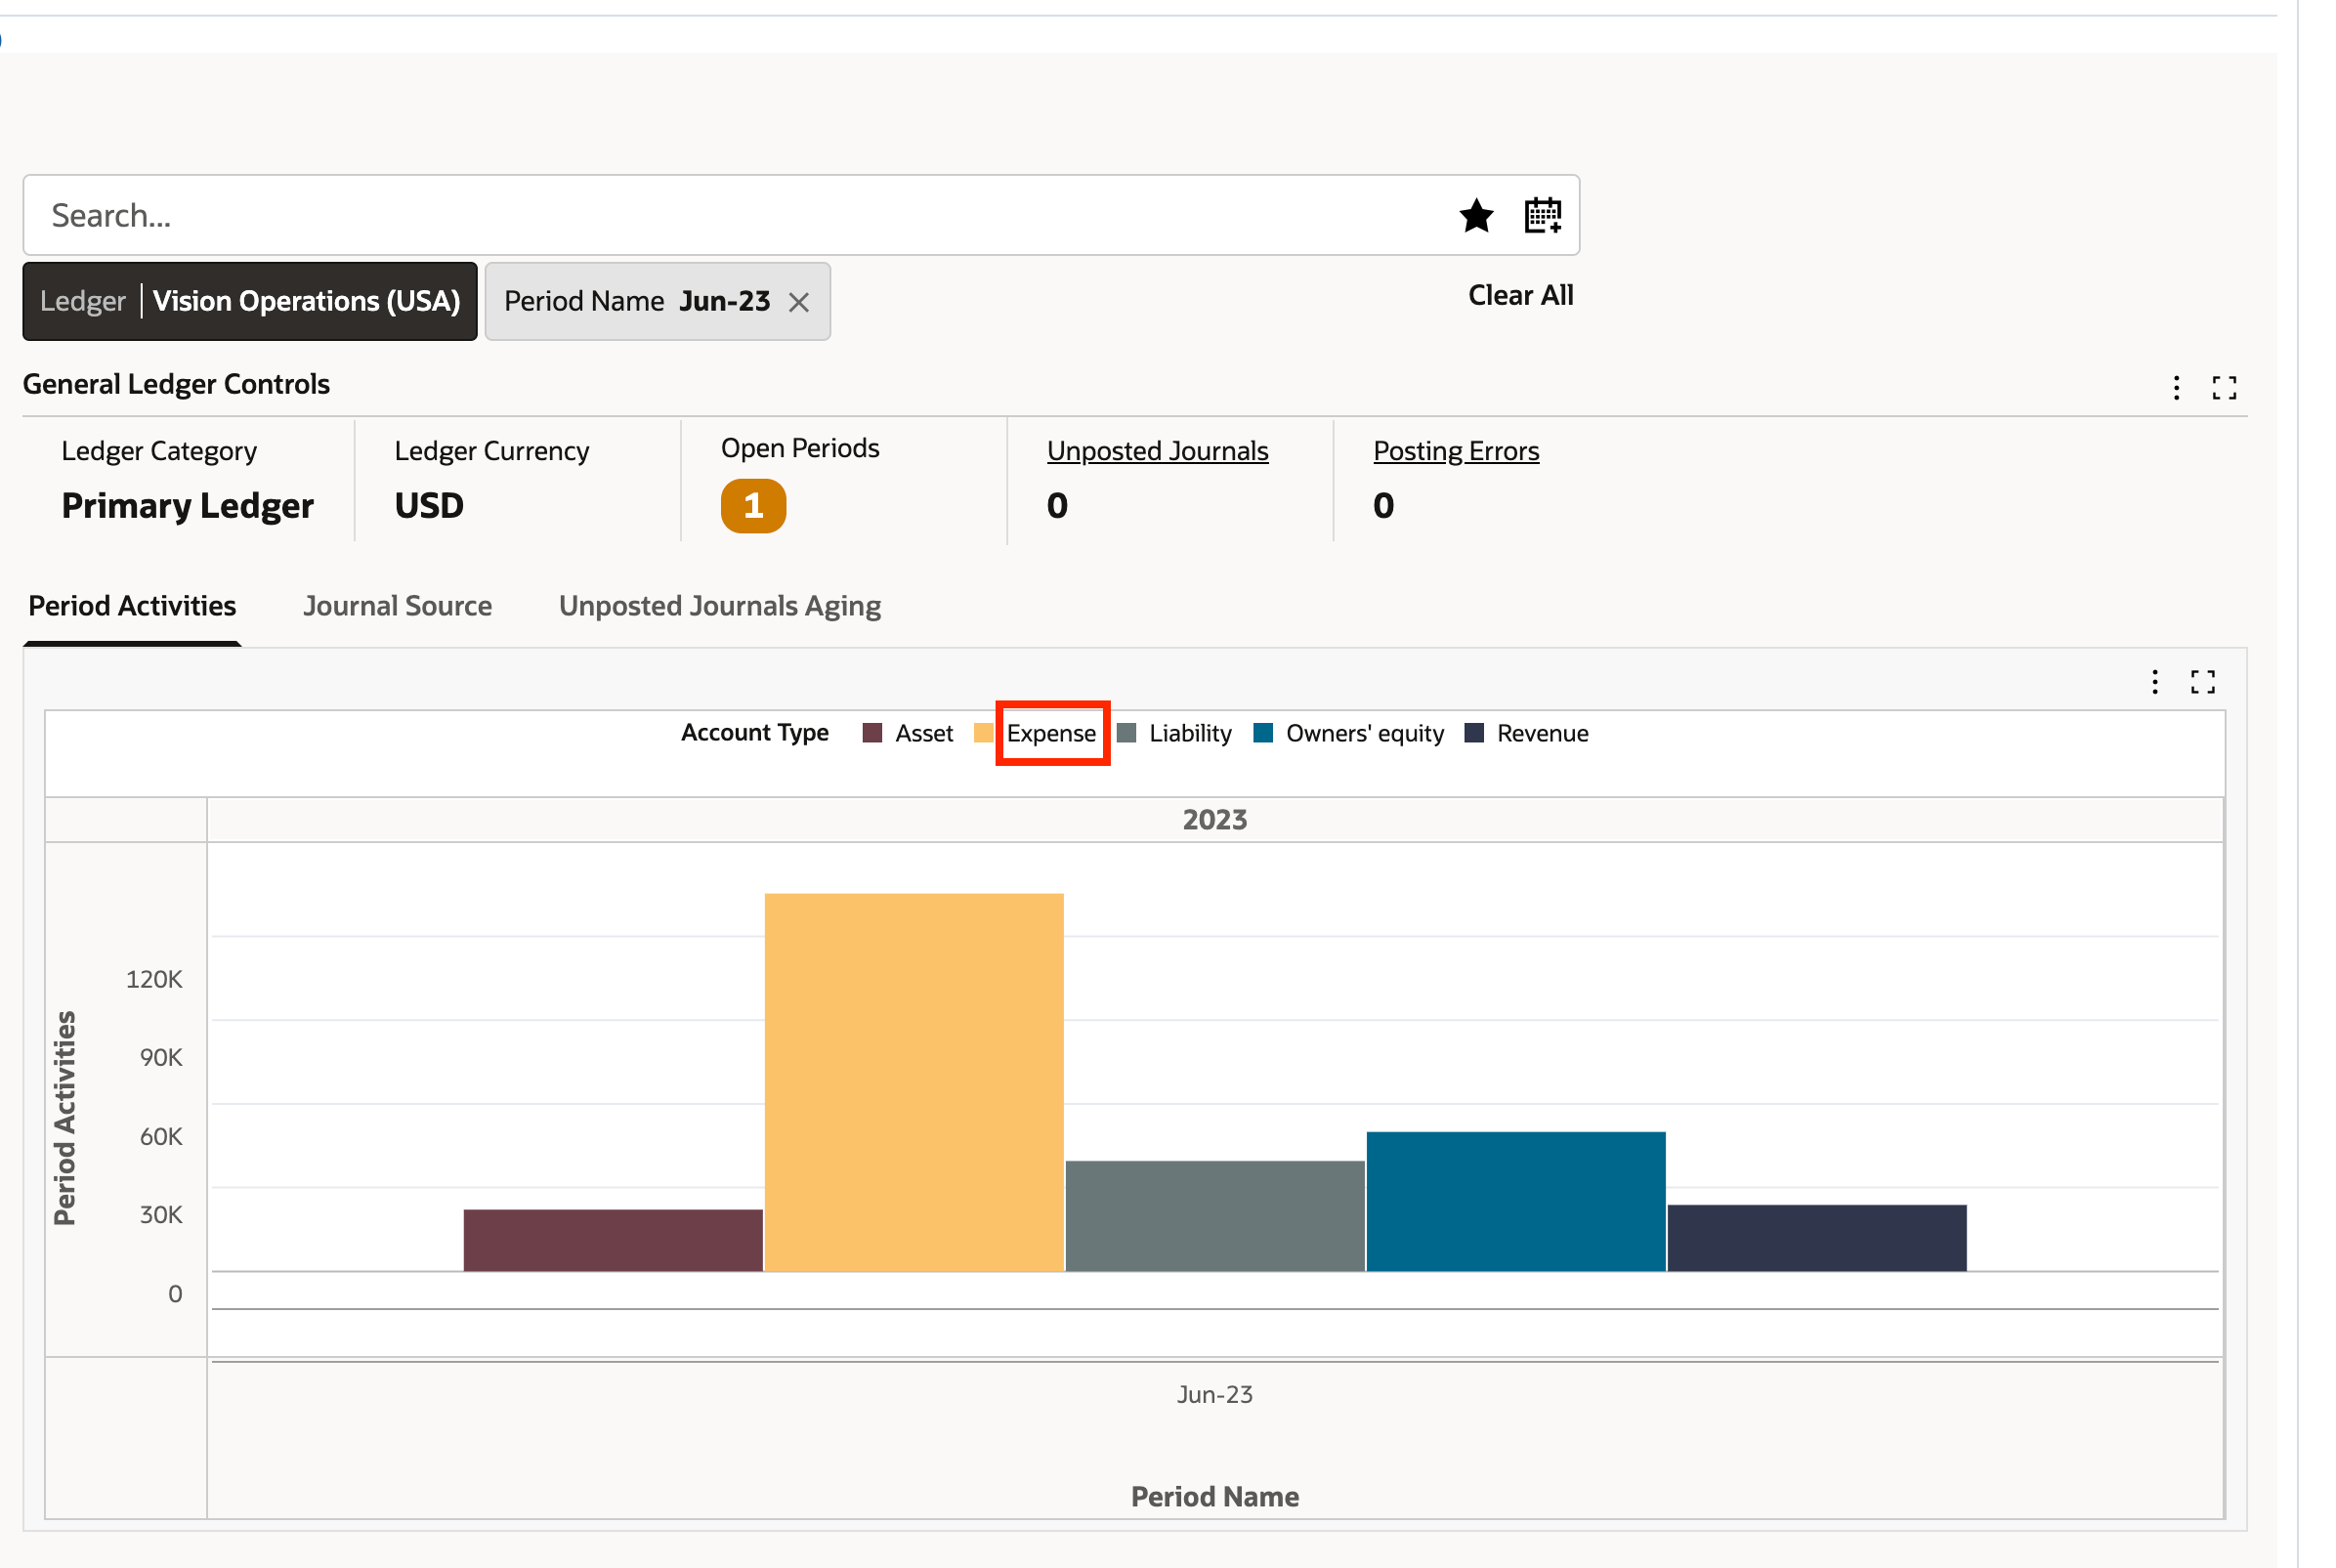 Search...
Ledger Vision Operations (USA) Period Name Jun-23
Clear All
General Ledger Controls
Ledger Category Ledger Currency Open Periods Unposted Journals Posting Errors
Primary Ledger USD 1 0 0
Period Activities Journal Source Unposted Journals Aging
Account Type Asset Expense Liability Owners' equity Revenue
2023
Period Activities
120K
90K
60K
30K
0
Jun-23
Period Name